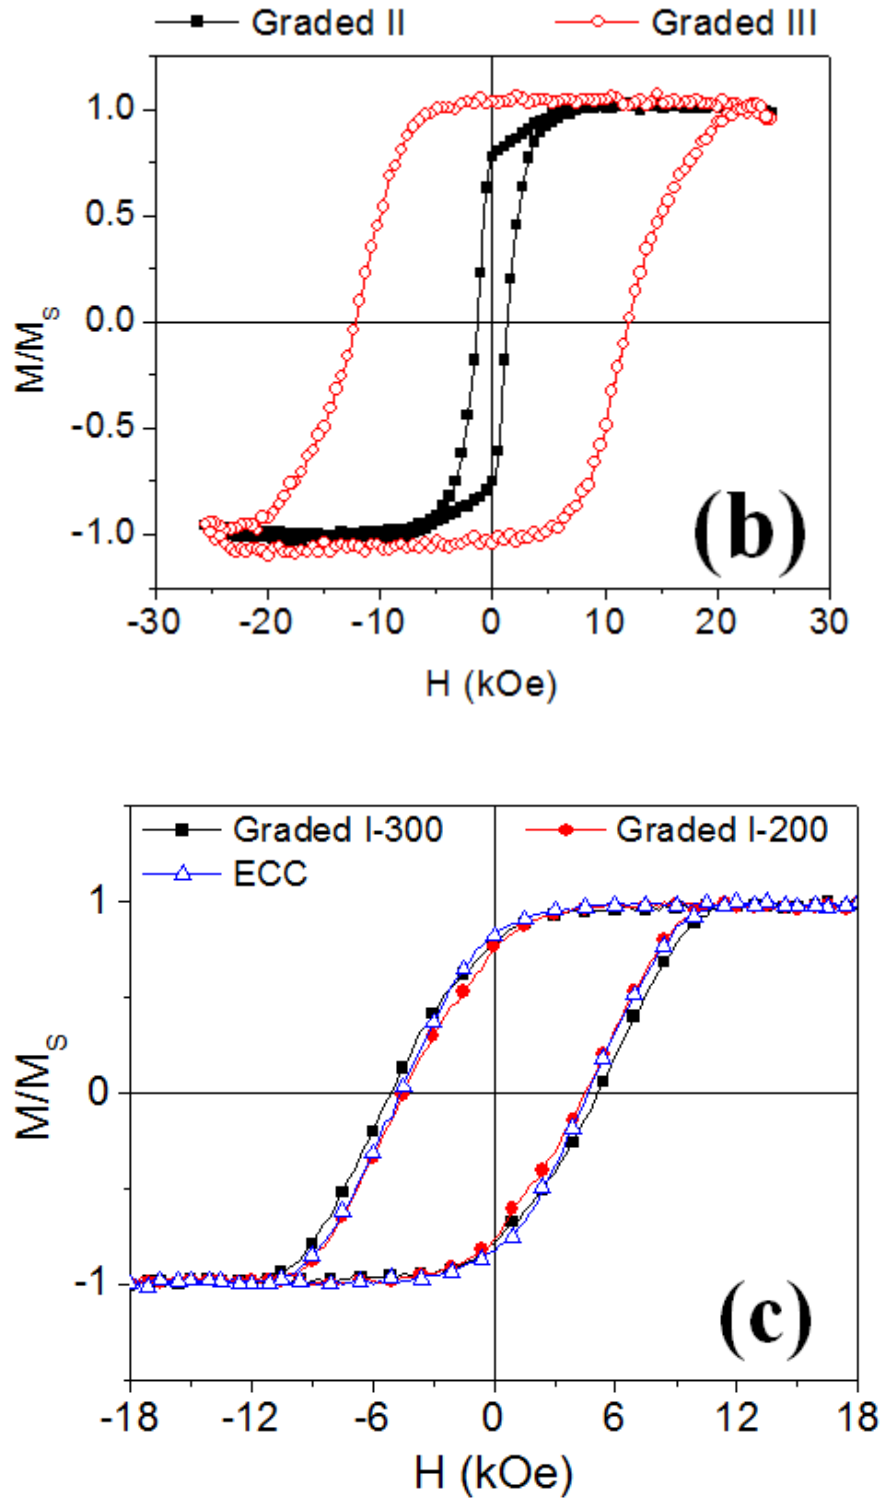 Graded II Graded III
1.0
0.5
0.0
-0.5
-1.0
M/Ms
(b)
-30 -20 -10 0 10 20 30
H (kOe)
Graded I-300 Graded I-200
ECC
1
0
-1
M/Ms
(c)
-18 -12 -6 0 6 12 18
H (kOe)